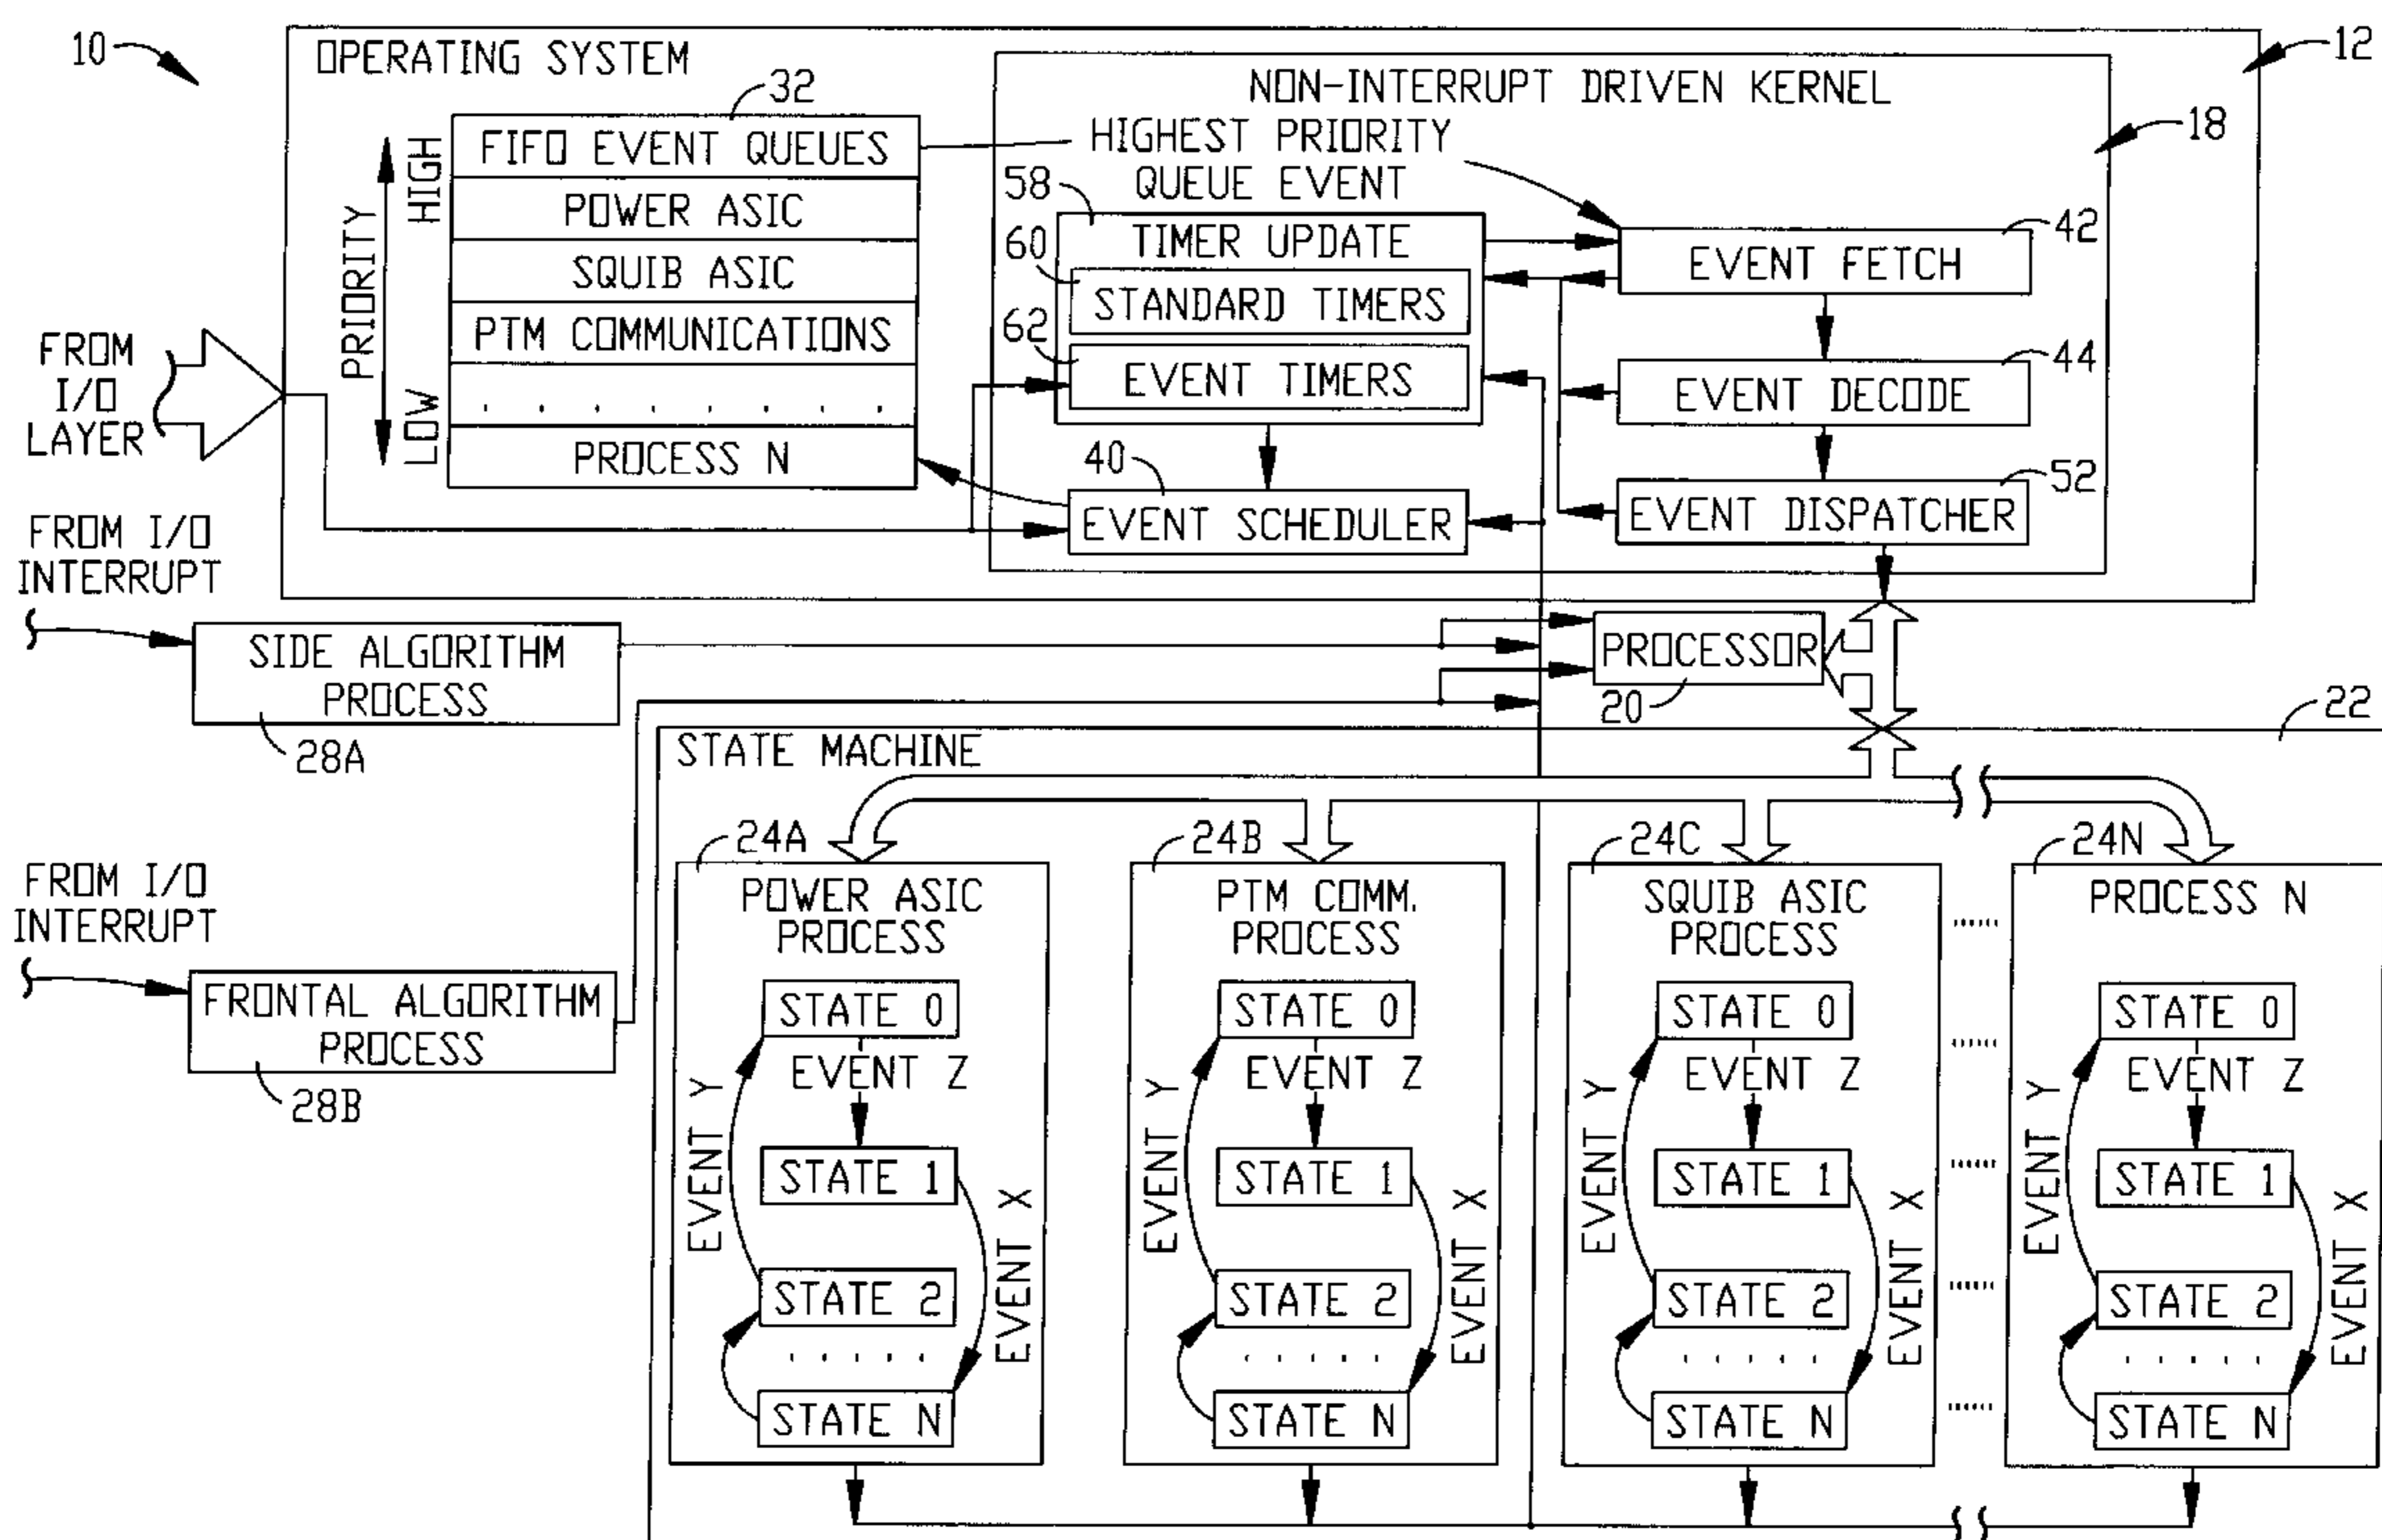 10
OPERATING SYSTEM
12
32
NON-INTERRUPT DRIVEN KERNEL
18
HIGH
PRIORITY
LOW
FIFO EVENT QUEUES
POWER ASIC
SQUIB ASIC
PTM COMMUNICATIONS
. . . . . . . .
PROCESS N
HIGHEST PRIORITY
QUEUE EVENT
58
TIMER UPDATE
60
STANDARD TIMERS
62
EVENT TIMERS
40
EVENT SCHEDULER
42
EVENT FETCH
44
EVENT DECODE
52
EVENT DISPATCHER
FROM
I/O
LAYER
FROM I/O
INTERRUPT
SIDE ALGORITHM
PROCESS
28A
PROCESSOR
20
22
STATE MACHINE
FROM I/O
INTERRUPT
FRONTAL ALGORITHM
PROCESS
28B
24A
POWER ASIC
PROCESS
STATE 0
EVENT Z
EVENT Y
STATE 1
EVENT X
STATE 2
. . . . .
STATE N
24B
PTM COMM.
PROCESS
STATE 0
EVENT Z
EVENT Y
STATE 1
EVENT X
STATE 2
. . . . .
STATE N
24C
SQUIB ASIC
PROCESS
STATE 0
EVENT Z
EVENT Y
STATE 1
EVENT X
STATE 2
. . . . .
STATE N
24N
PROCESS N
STATE 0
EVENT Z
EVENT Y
STATE 1
EVENT X
STATE 2
. . . . .
STATE N